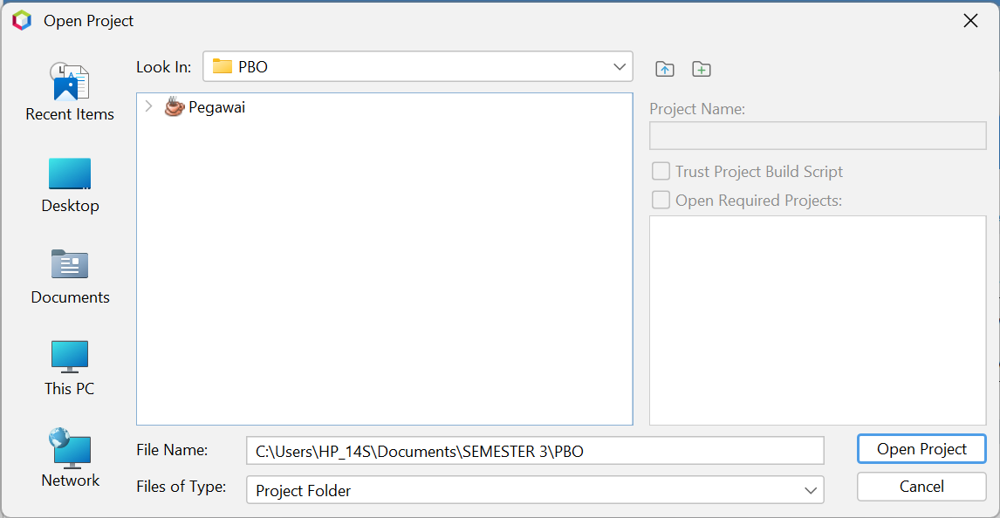 Open Project
Look In: PBO
Recent Items
Pegawai
Project Name:
Trust Project Build Script
Open Required Projects:
Desktop
Documents
This PC
Network
File Name: C:\Users\HP_14S\Documents\SEMESTER 3\PBO
Open Project
Files of Type: Project Folder
Cancel